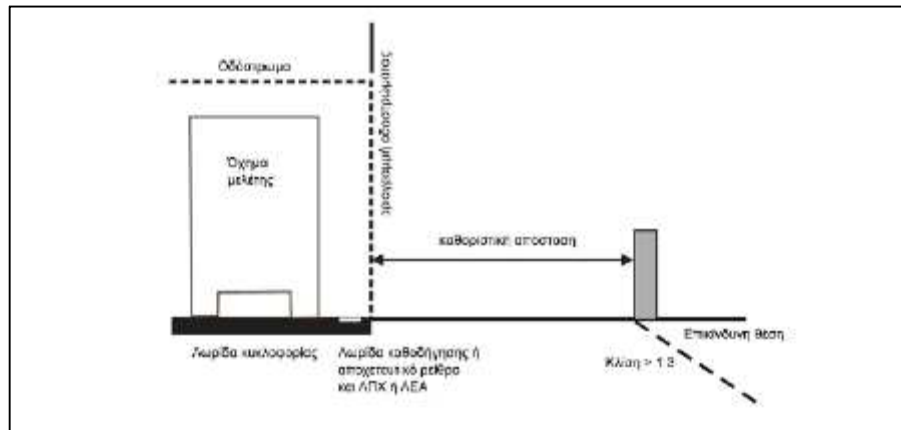 Οδόστρωμα
Όχημα
μελέτης
καθοριστική απόσταση
Επικίνδυνη θέση
Λωρίδα κυκλοφορίας
Λωρίδα καθοδήγησης ή
αποχετευτικό ρείθρο
και ΛΠΧ ή ΛΕΑ
Κλίση > 1:3